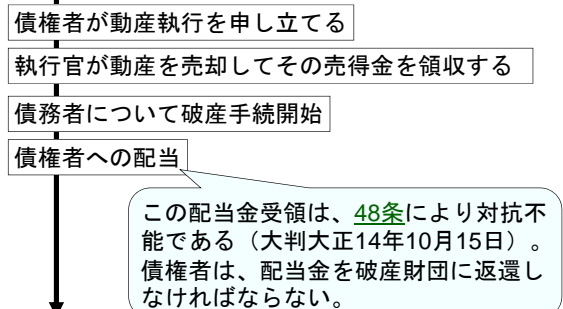 債権者が動産執行を申し立てる
執行官が動産を売却してその売得金を領収する
債務者について破産手続開始
債権者への配当
この配当金受領は、48条により対抗不
能である（大判大正14年10月15日）。
債権者は、配当金を破産財団に返還し
なければならない。